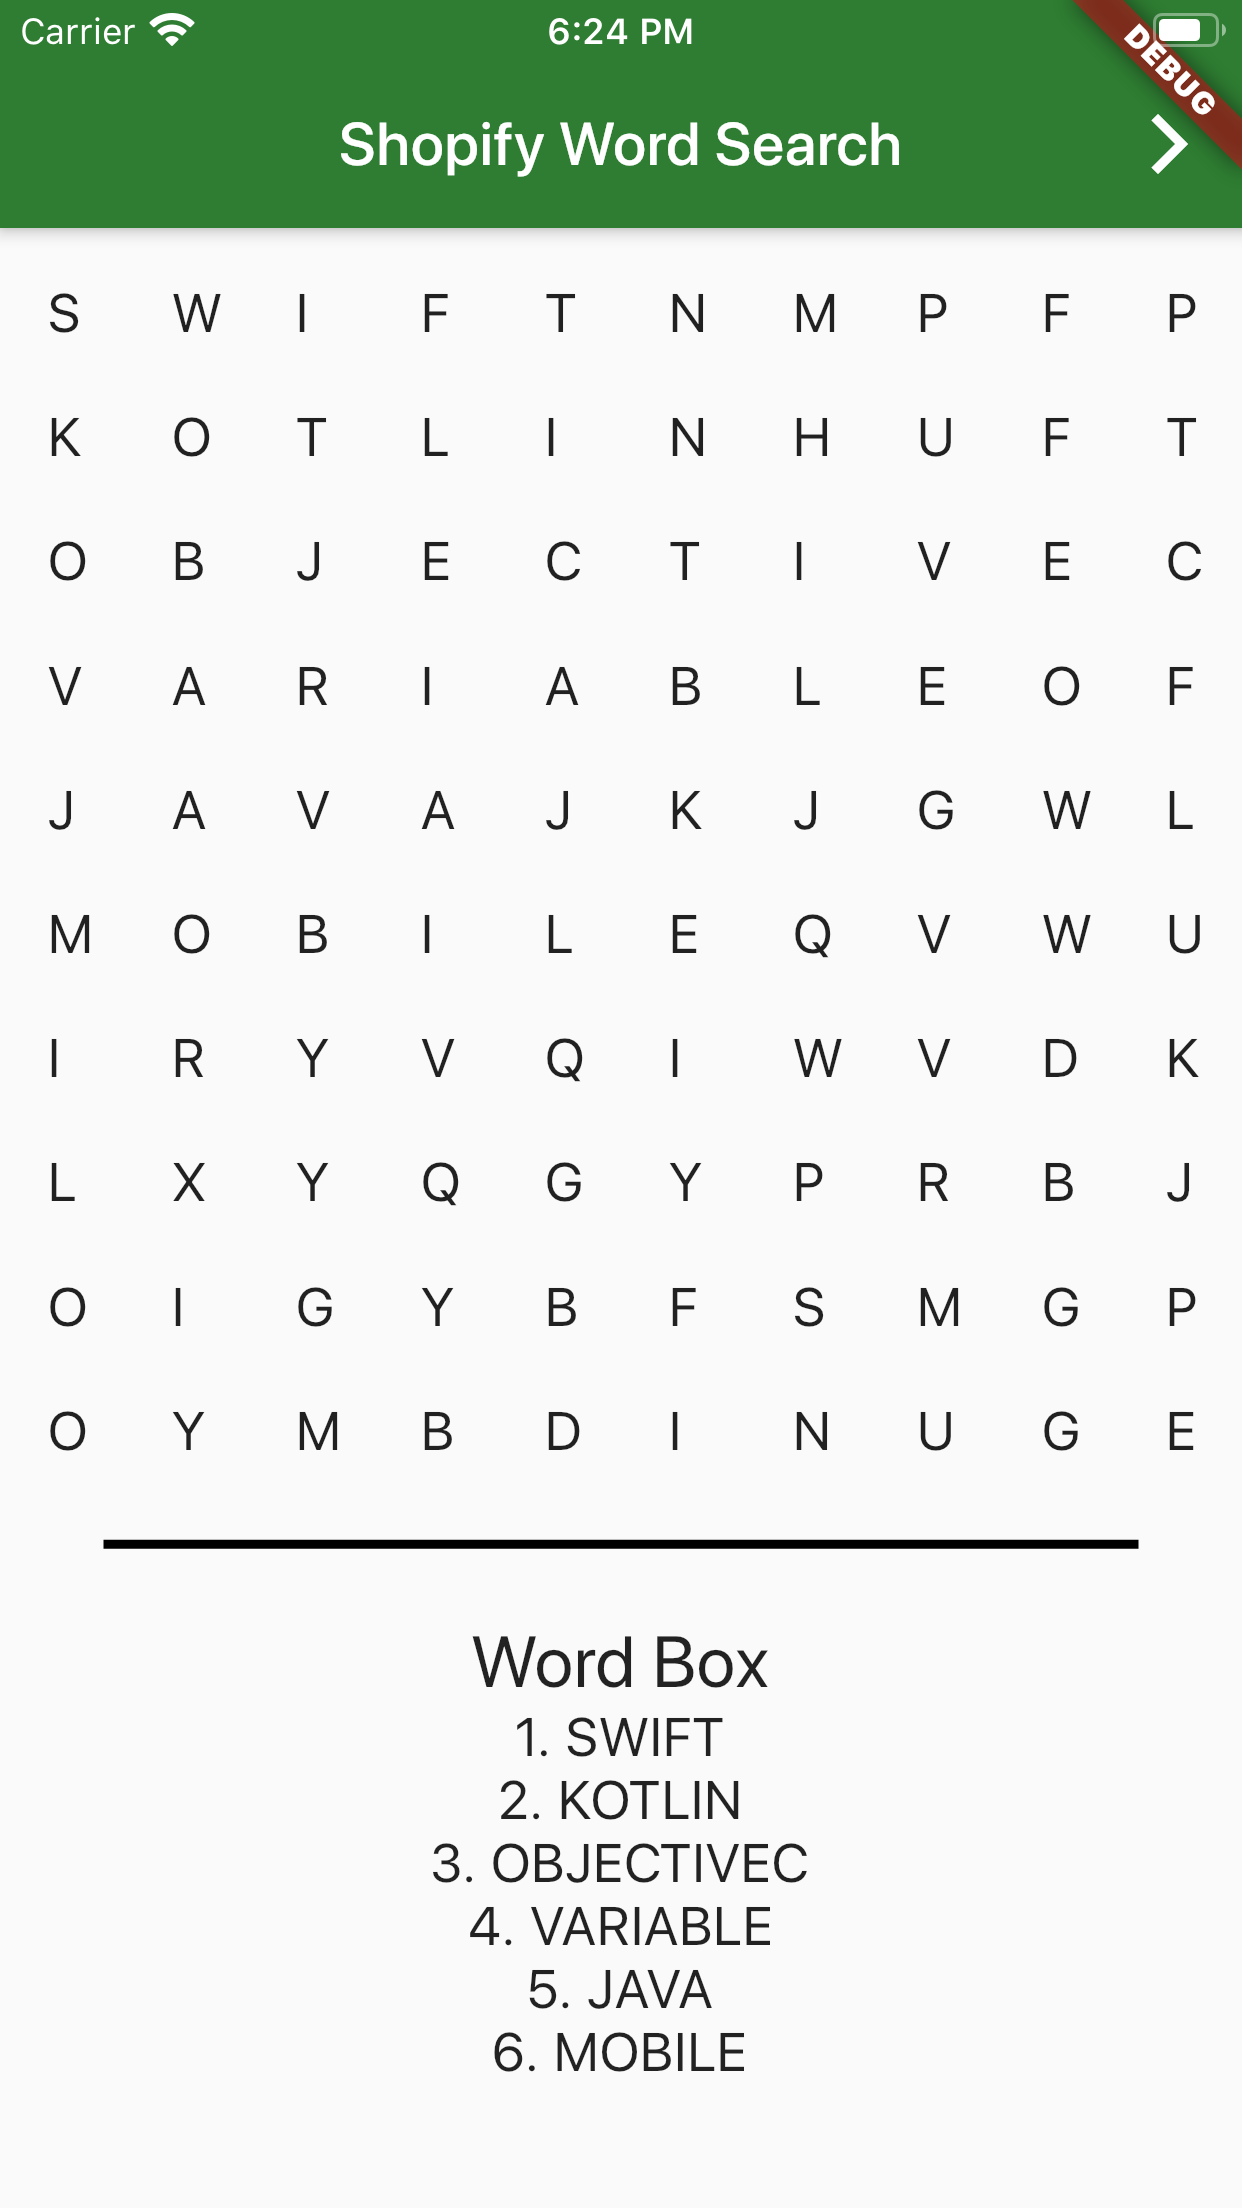 Carrier 6:24 PM
DEBUG
Shopify Word Search
S W I F T N M P F P
K O T L I N H U F T
O B J E C T I V E C
V A R I A B L E O F
J A V A J K J G W L
M O B I L E Q V W U
I R Y V Q I W V D K
L X Y Q G Y P R B J
O I G Y B F S M G P
O Y M B D I N U G E
Word Box
1. SWIFT
2. KOTLIN
3. OBJECTIVEC
4. VARIABLE
5. JAVA
6. MOBILE